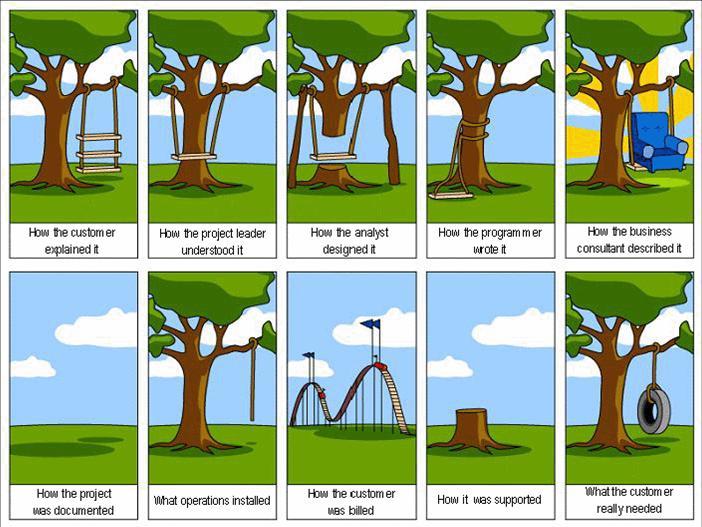 How the customer
explained it
How the project leader
understood it
How the analyst
designed it
How the programmer
wrote it
How the business
consultant described it
How the project
was documented
What operations installed
How the customer
was billed
How it was supported
What the customer
really needed